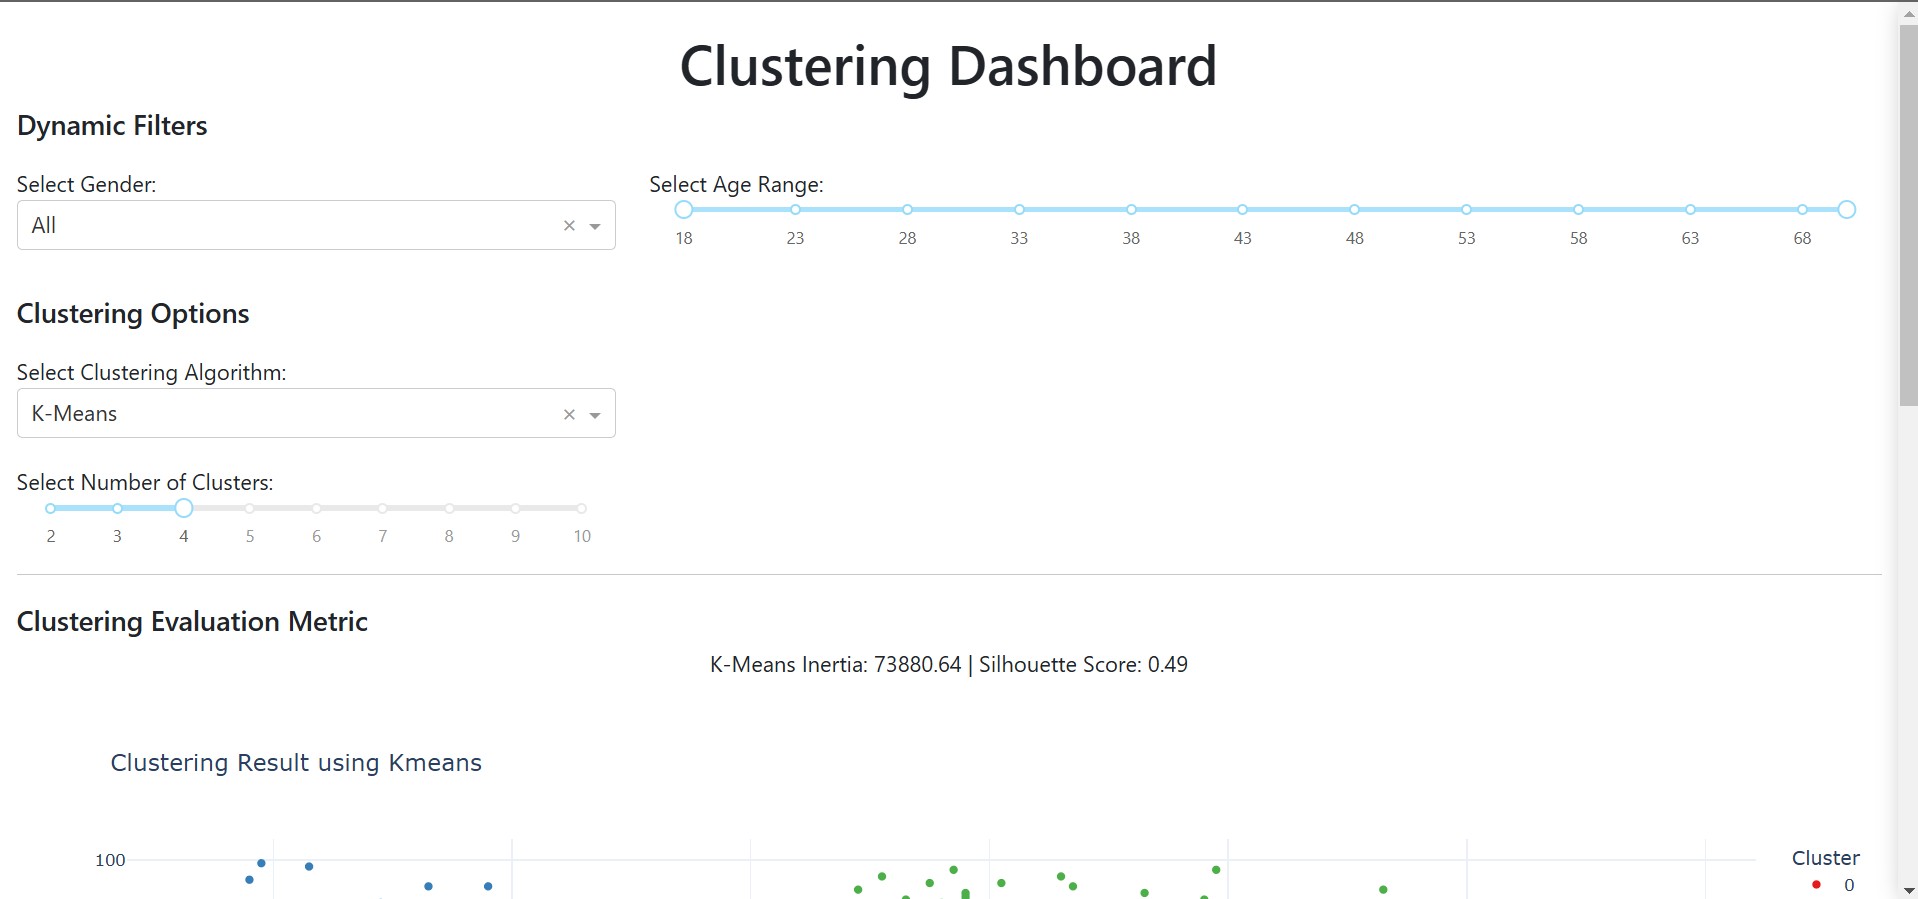 Clustering Dashboard
Dynamic Filters
Select Gender:
All
Select Age Range:
18 23 28 33 38 43 48 53 58 63 68
Clustering Options
Select Clustering Algorithm:
K-Means
Select Number of Clusters:
2 3 4 5 6 7 8 9 10
Clustering Evaluation Metric
K-Means Inertia: 73880.64 | Silhouette Score: 0.49
Clustering Result using Kmeans
100
Cluster
0